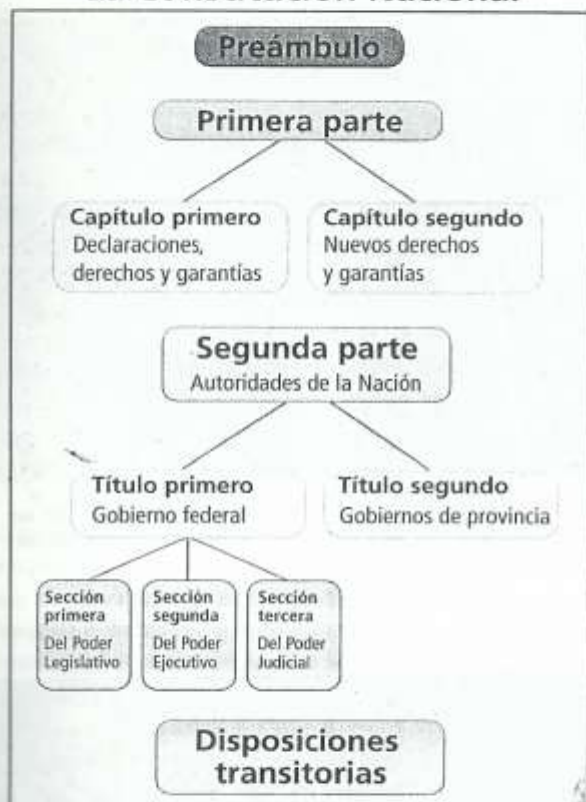 Preámbulo
Primera parte
Capítulo primero
Declaraciones,
derechos y garantías
Capítulo segundo
Nuevos derechos
y garantías
Segunda parte
Autoridades de la Nación
Título primero
Gobierno federal
Título segundo
Gobiernos de provincia
Sección
primera
Del Poder
Legislativo
Sección
segunda
Del Poder
Ejecutivo
Sección
tercera
Del Poder
Judicial
Disposiciones
transitorias